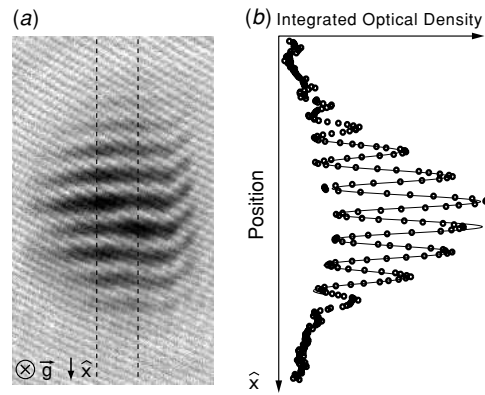 (a)
(b) Integrated Optical Density
Position
⊗ g⃗ ↓ x̂
x̂